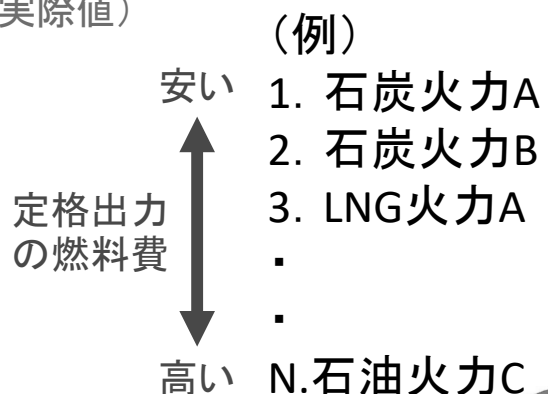 実際値）
（例）
安い
1. 石炭火力A
2. 石炭火力B
定格出力
の燃料費
3. LNG火力A
・
・
高い
N.石油火力C